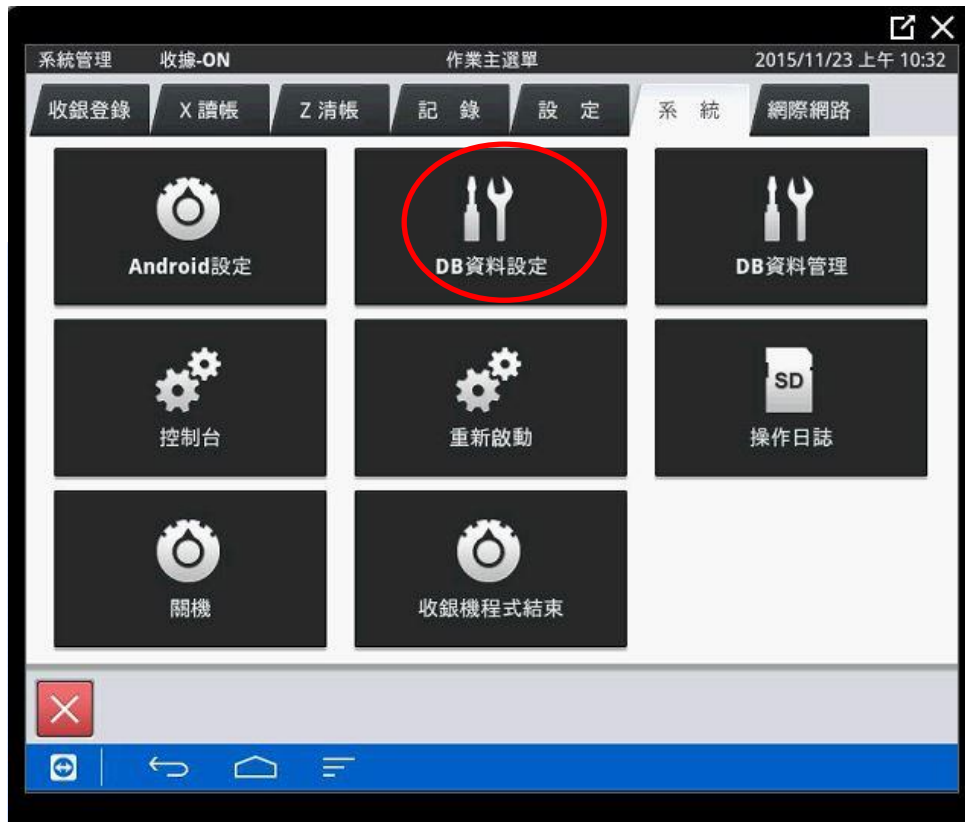 系統管理 收據-ON 作業主選單 2015/11/23 上午 10:32
收銀登錄 X 讀帳 Z 清帳 記 錄 設 定 系 統 網際網路
Android設定 DB資料設定 DB資料管理
控制台 重新啟動 SD 操作日誌
關機 收銀機程式結束